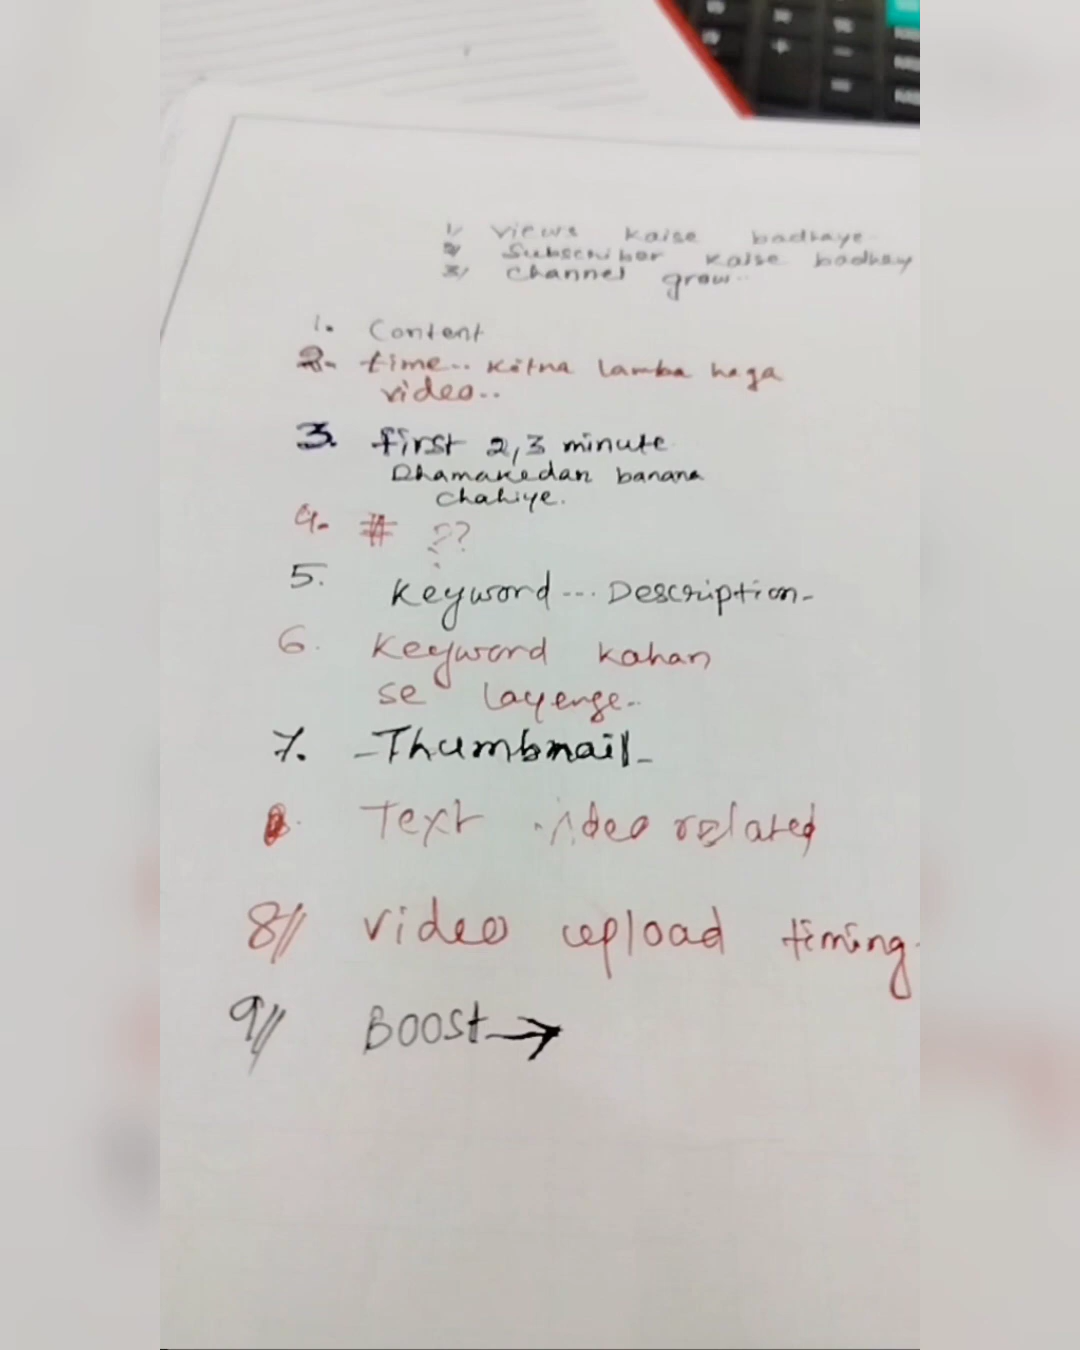 1/ views kaise badhaye
2/ Subscriber kaise badhay
3/ channel grow..
1. Content
2. time.. kitna lamba hoga
video..
3. first 2,3 minute
Dhamakedar banana
chahiye.
4. # ??
5. Keyword... Description-
6. Keyword kahan
se layenge..
7. -Thumbnail-
Text video related
8// video upload timing.
9// BOOST→